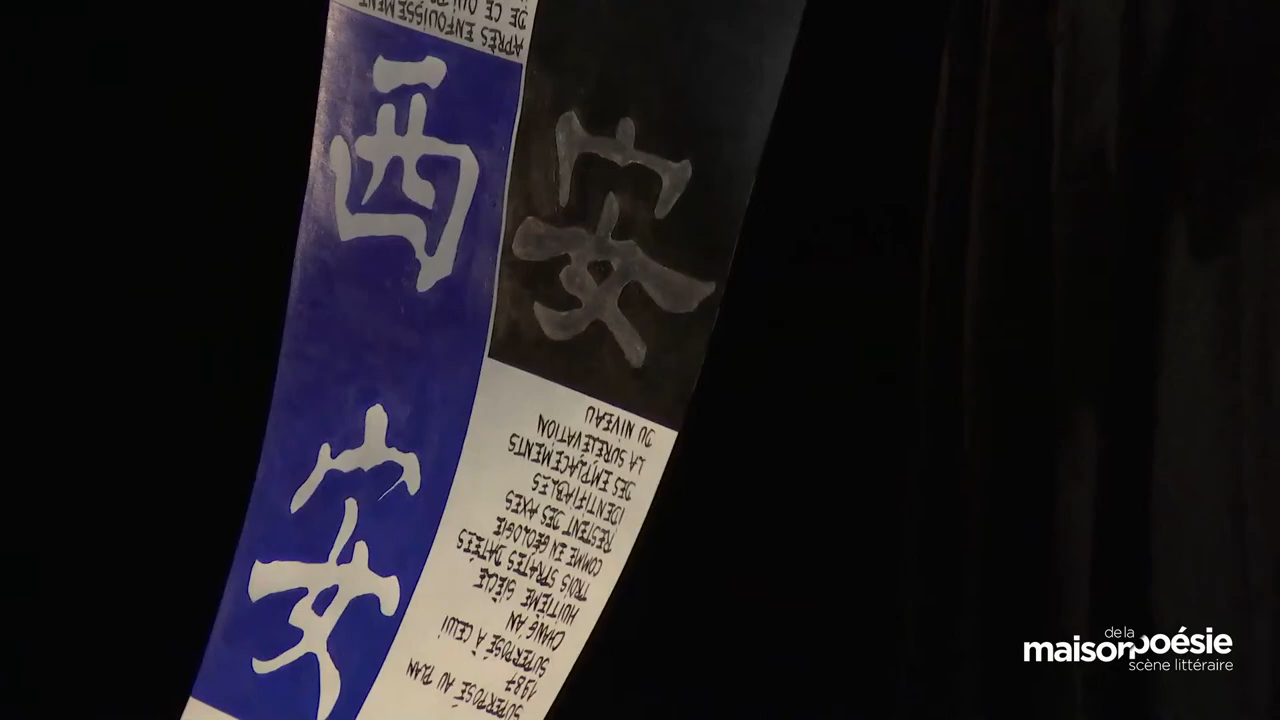 西安
安
SUPERPOSÉ AU PLAN
1987
SUPERPOSÉ À CELUI
CHANG'AN
HUITIÈME SIÈCLE
TROIS STRATES DATÉES
COMME EN GÉOLOGIE
RESTENT DES AXES
IDENTIFIABLES
DES EMPLACEMENTS
LA SURÉLÉVATION
DU NIVEAU
APRÈS ENFOUISSEMENT
DE CE QUI
maison de la poésie
scène littéraire